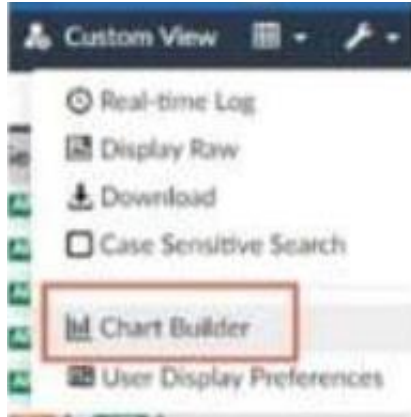 Custom View
Real-time Log
Display Raw
Download
Case Sensitive Search
Chart Builder
User Display Preferences